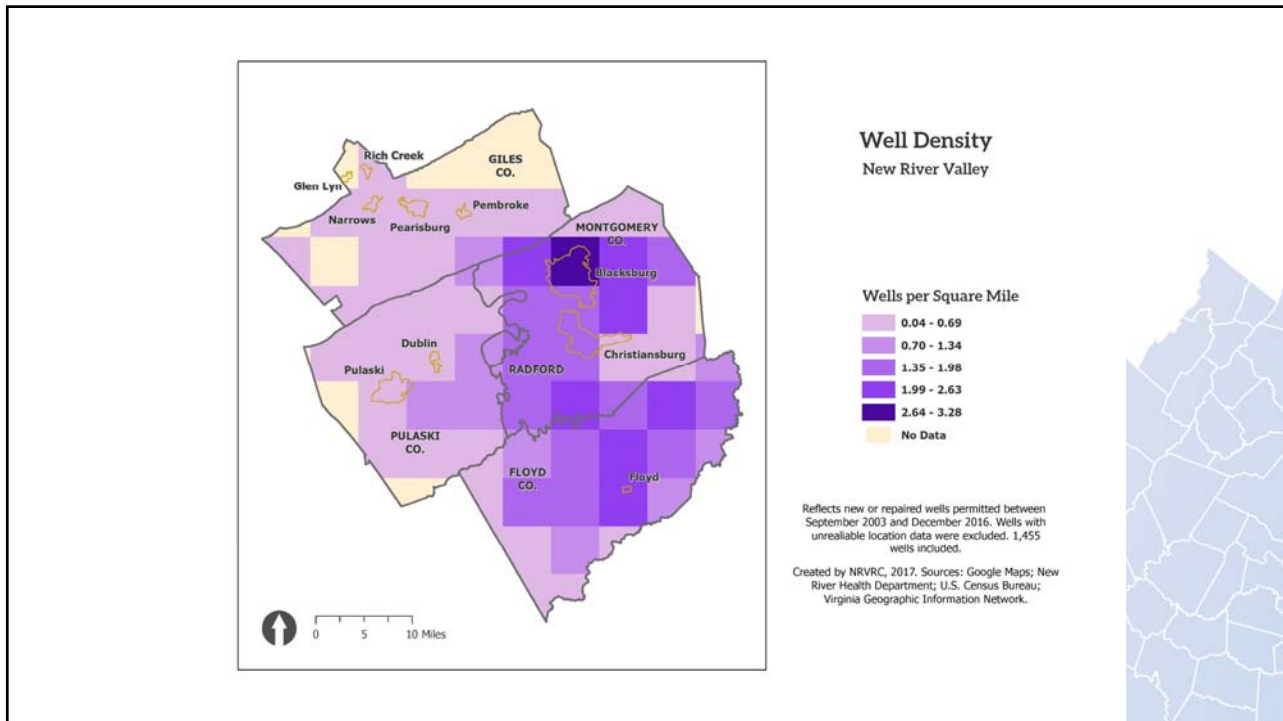 Well Density
New River Valley
Rich Creek
GILES
CO.
Glen Lyn
Narrows
Pembroke
Pearisburg
MONTGOMERY
CO.
Blacksburg
Dublin
Christiansburg
Pulaski
RADFORD
PULASKI
CO.
FLOYD
CO.
Floyd
0 5 10 Miles
Wells per Square Mile
0.04 - 0.69
0.70 - 1.34
1.35 - 1.98
1.99 - 2.63
2.64 - 3.28
No Data
Reflects new or repaired wells permitted between
September 2003 and December 2016. Wells with
unrealiable location data were excluded. 1,455
wells included.
Created by NRVRC, 2017. Sources: Google Maps; New
River Health Department; U.S. Census Bureau;
Virginia Geographic Information Network.